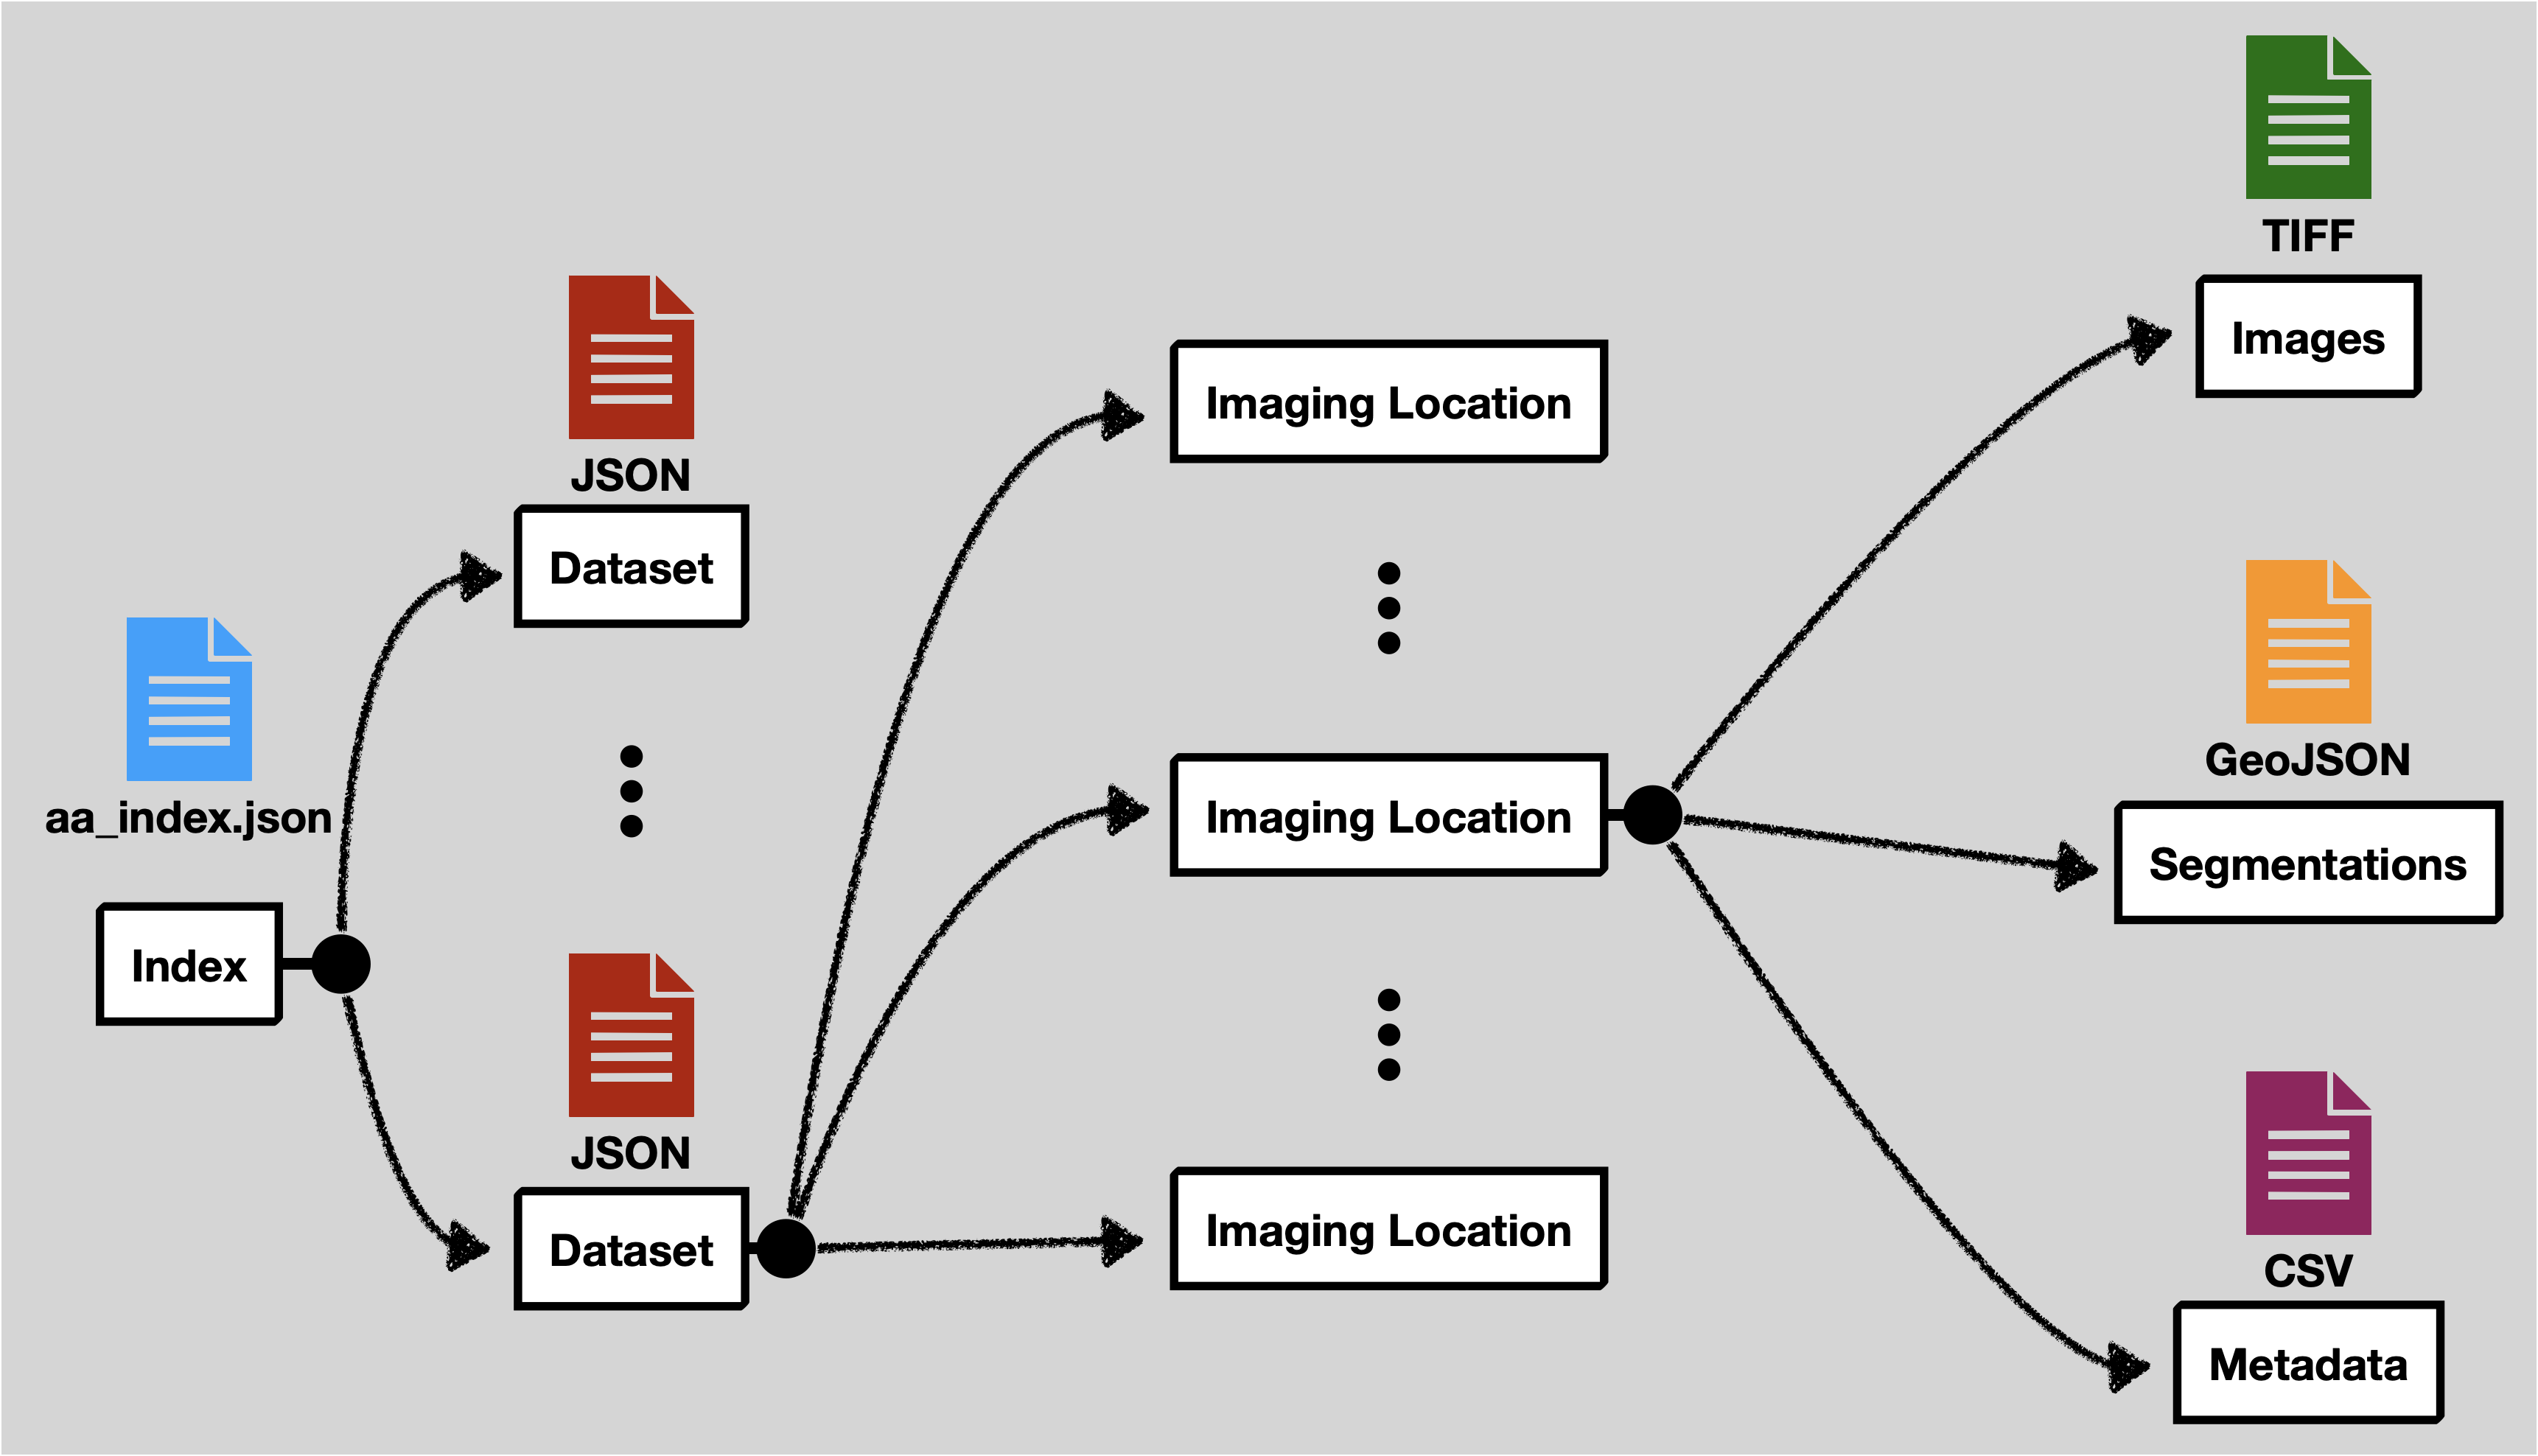 aa_index.json
Index
JSON
Dataset
JSON
Dataset
Imaging Location
Imaging Location
Imaging Location
TIFF
Images
GeoJSON
Segmentations
CSV
Metadata